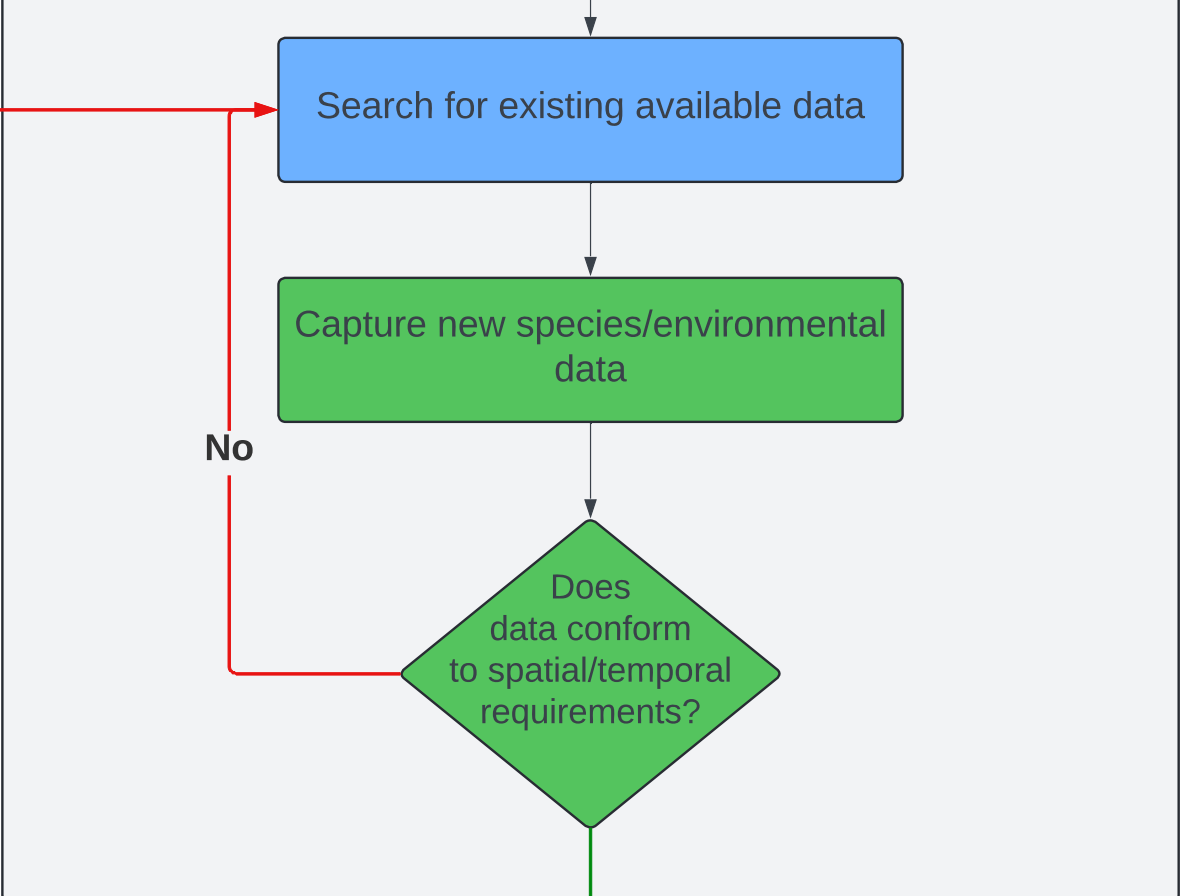 Search for existing available data
Capture new species/environmental
data
No
Does
data conform
to spatial/temporal
requirements?